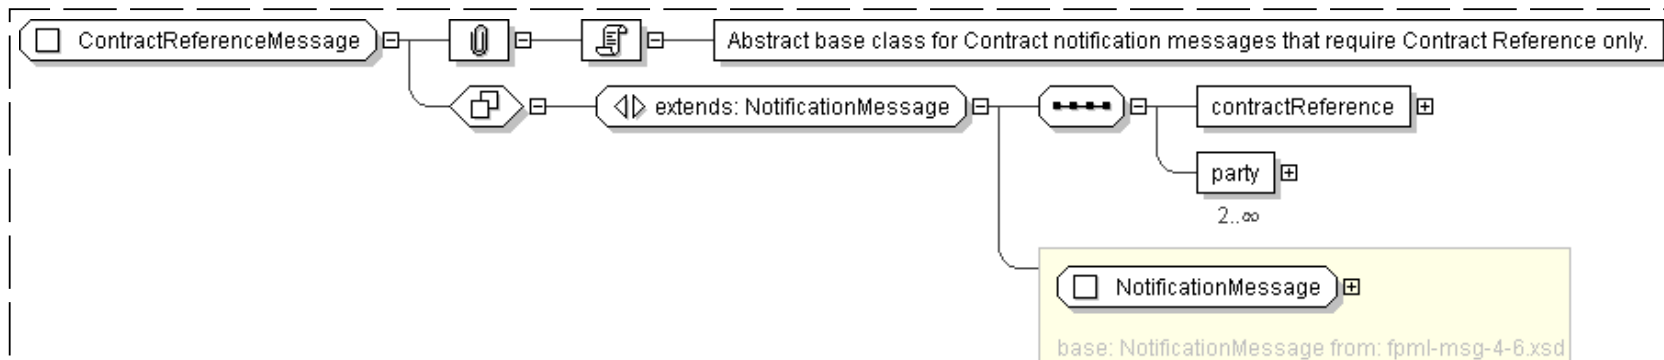 ContractReferenceMessage
Abstract base class for Contract notification messages that require Contract Reference only.
extends: NotificationMessage
contractReference
party
2..∞
NotificationMessage
base: NotificationMessage from: fpml-msg-4-6.xsd